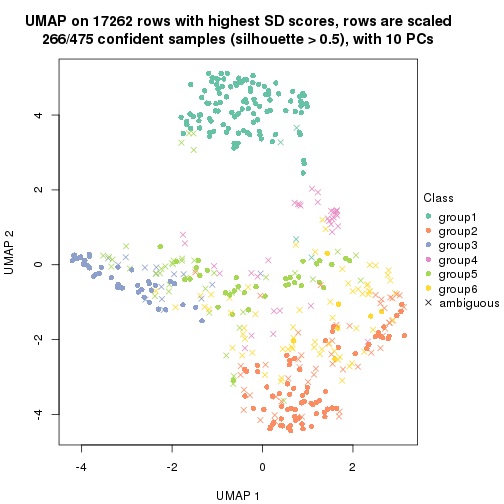 UMAP on 17262 rows with highest SD scores, rows are scaled
266/475 confident samples (silhouette > 0.5), with 10 PCs
4
2
0
-2
-4
UMAP 2
-4
-2
0
2
UMAP 1
Class
group1
group2
group3
group4
group5
group6
ambiguous